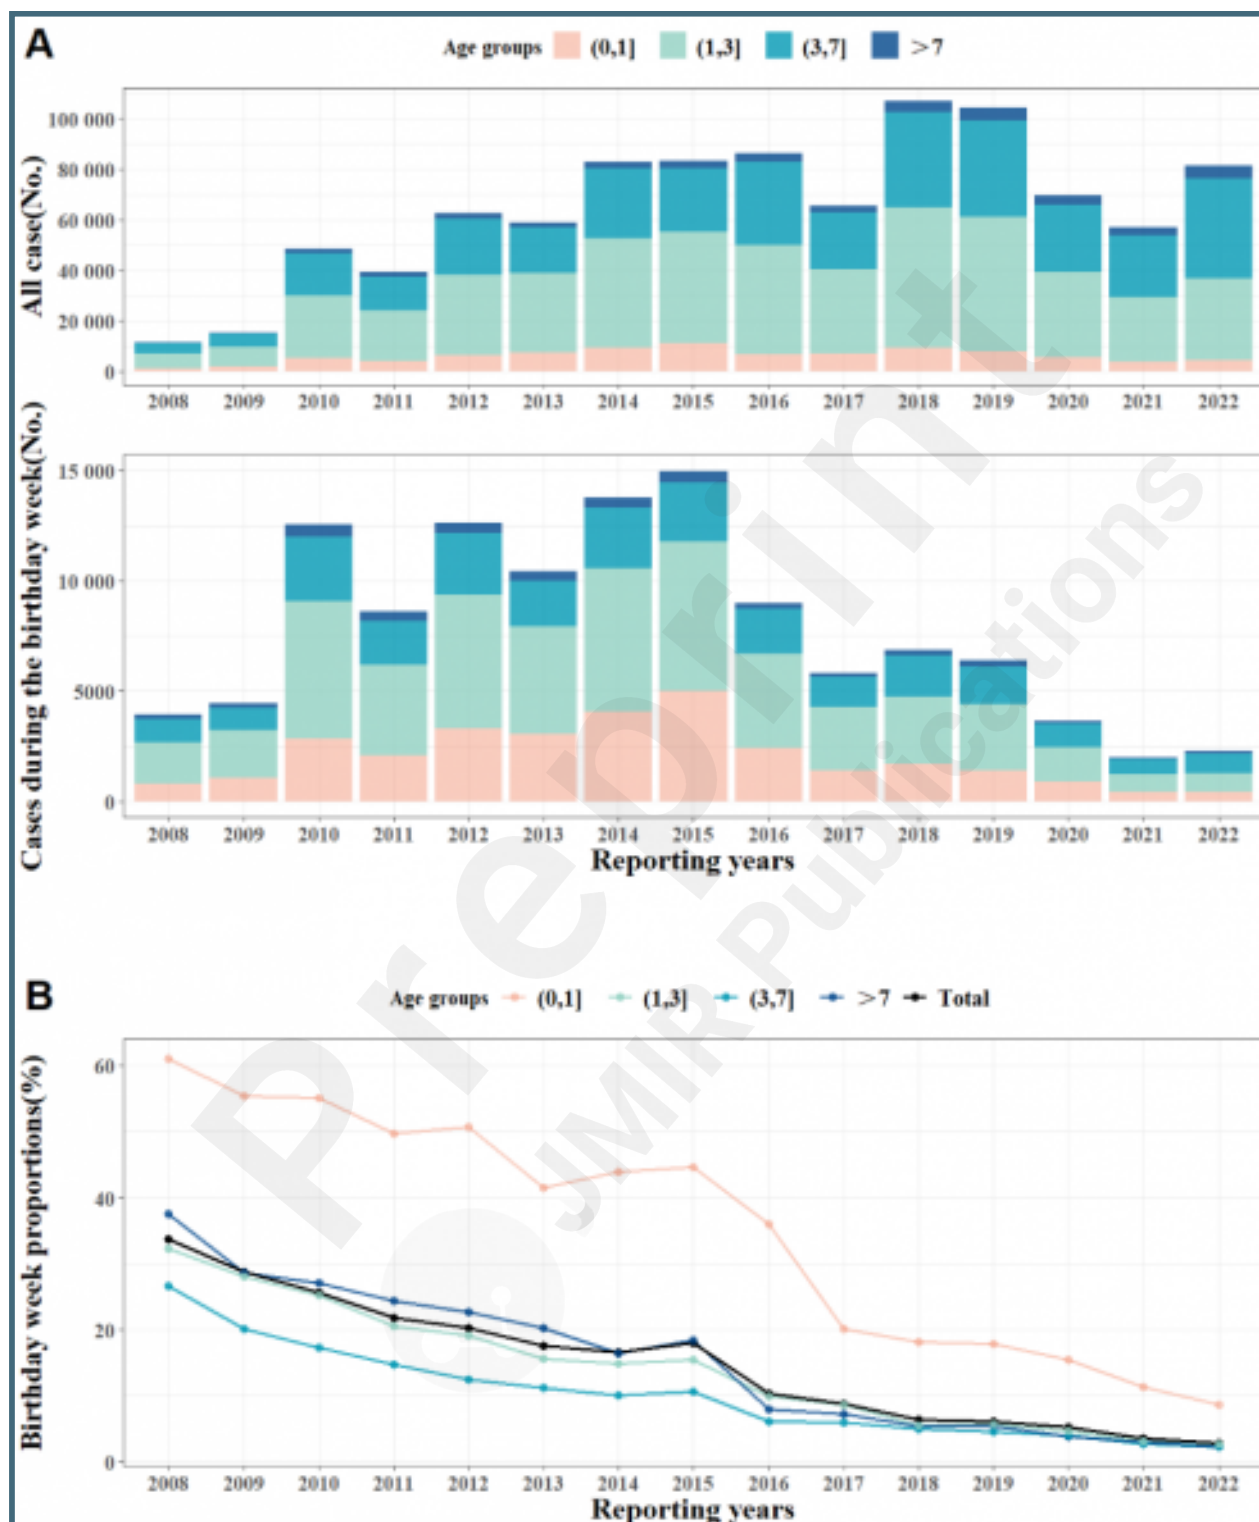 A
Age groups (0,1] (1,3] (3,7] >7
All case(No.)
100 000
80 000
60 000
40 000
20 000
0
2008 2009 2010 2011 2012 2013 2014 2015 2016 2017 2018 2019 2020 2021 2022
Cases during the birthday week(No.)
15 000
10 000
5000
0
2008 2009 2010 2011 2012 2013 2014 2015 2016 2017 2018 2019 2020 2021 2022
Reporting years
B
Age groups (0,1] (1,3] (3,7] >7 Total
Birthday week proportions(%)
60
40
20
0
2008 2009 2010 2011 2012 2013 2014 2015 2016 2017 2018 2019 2020 2021 2022
Reporting years
Preprint
JMIR Publications